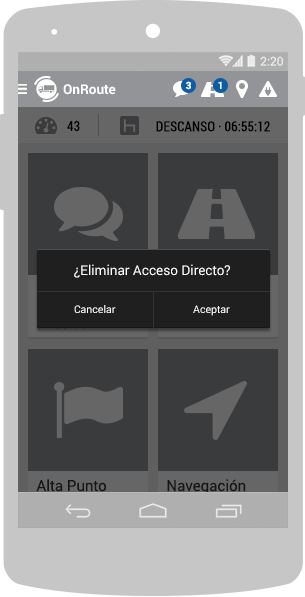 2:20
OnRoute
3
1
43
DESCANSO · 06:55:12
¿Eliminar Acceso Directo?
Cancelar
Aceptar
Alta Punto
Navegación